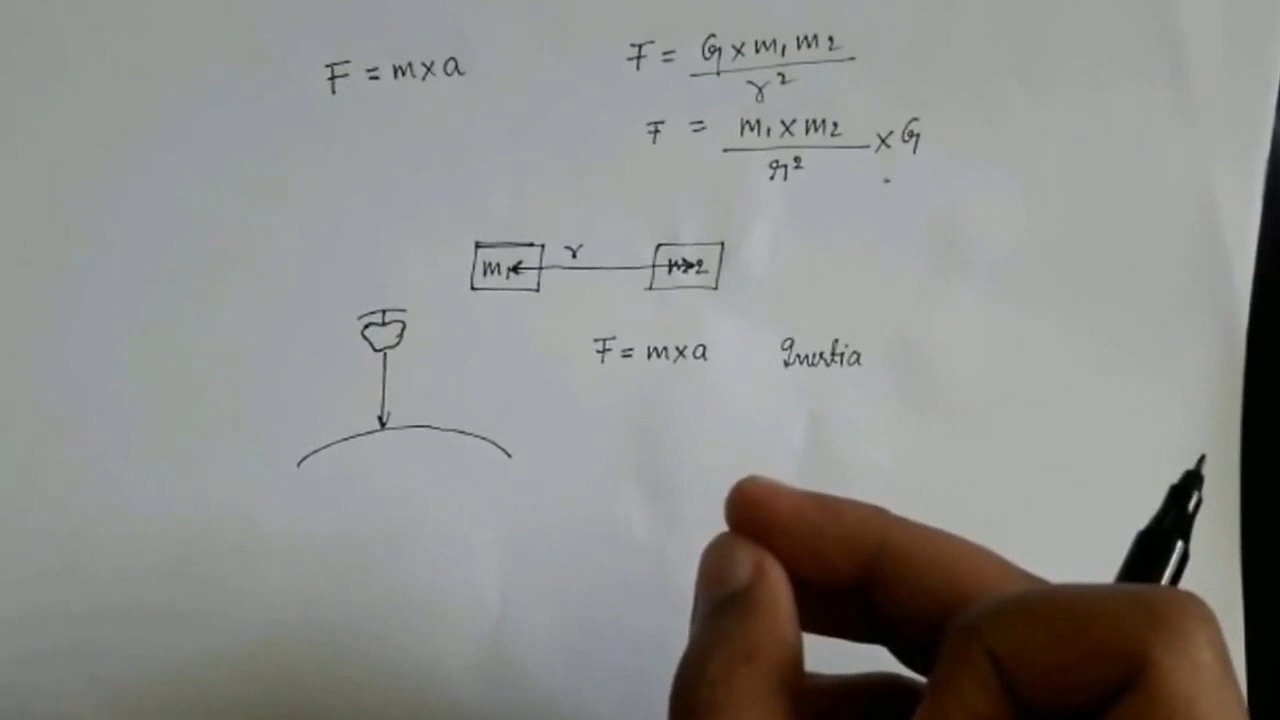 F = m x a
F = G x m₁ m₂ / r²
F = m₁ x m₂ / r² x G
m₁ r m2
F = m x a Inertia